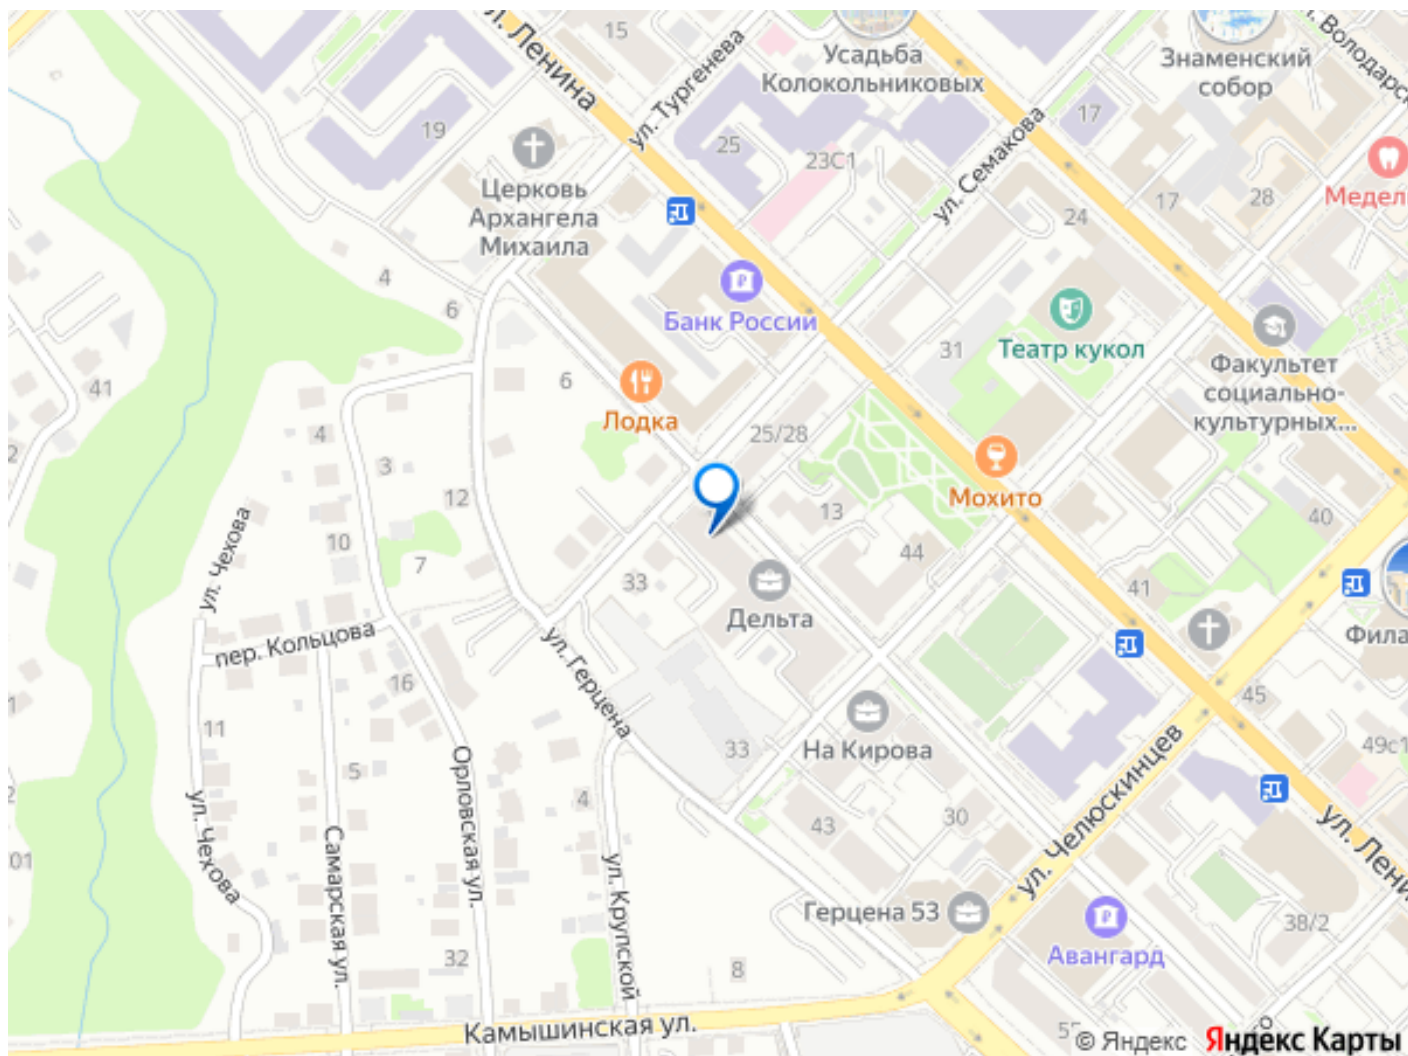 ул. Ленина
15
ул. Тургенева
Усадьба
Колокольниковых
Знаменский
собор
Володарск
19
25
23С1
17
ул. Семакова
Медел
Церковь
Архангела
Михаила
24
17
28
4
6
Банк России
31
Театр кукол
Факультет
социально-
культурных...
41
6
Лодка
25/28
4
3
12
Мохито
13
40
2
ул. Чехова
10
7
33
44
41
Дельта
Фила
пер. Кольцова
ул. Герцена
16
45
11
33
На Кирова
49с1
5
Орловская ул.
4
43
30
ул. Челюскинцев
ул. Лени
ул. Чехова
Самарская ул.
ул. Крупской
01
Герцена 53
38/2
Авангард
32
8
Камышинская ул.
© Яндекс Яндекс Карты